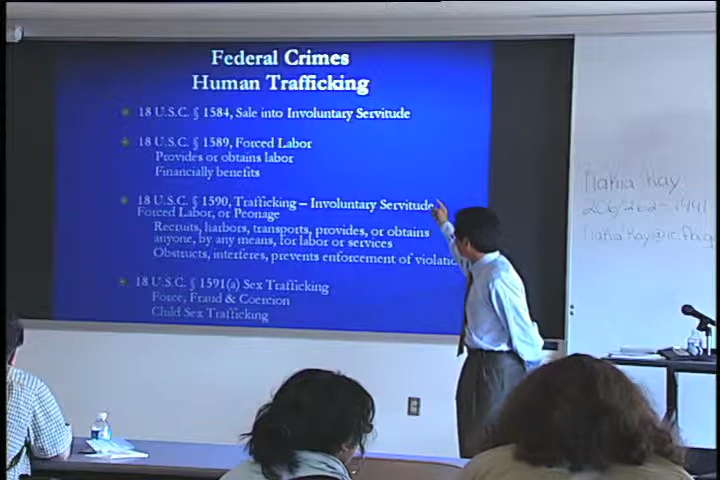 Federal Crimes
Human Trafficking
18 U.S.C. § 1584, Sale into Involuntary Servitude
18 U.S.C. § 1589, Forced Labor
Provides or obtains labor
Financially benefits
18 U.S.C. § 1590, Trafficking – Involuntary Servitude
Forced Labor, or Peonage
Recruits, harbors, transports, provides, or obtains
anyone, by any means, for labor or services
Obstructs, interferes, prevents enforcement of
18 U.S.C. § 1591(a) Sex Trafficking
Force, Fraud & Coercion
Child Sex Trafficking
Kay